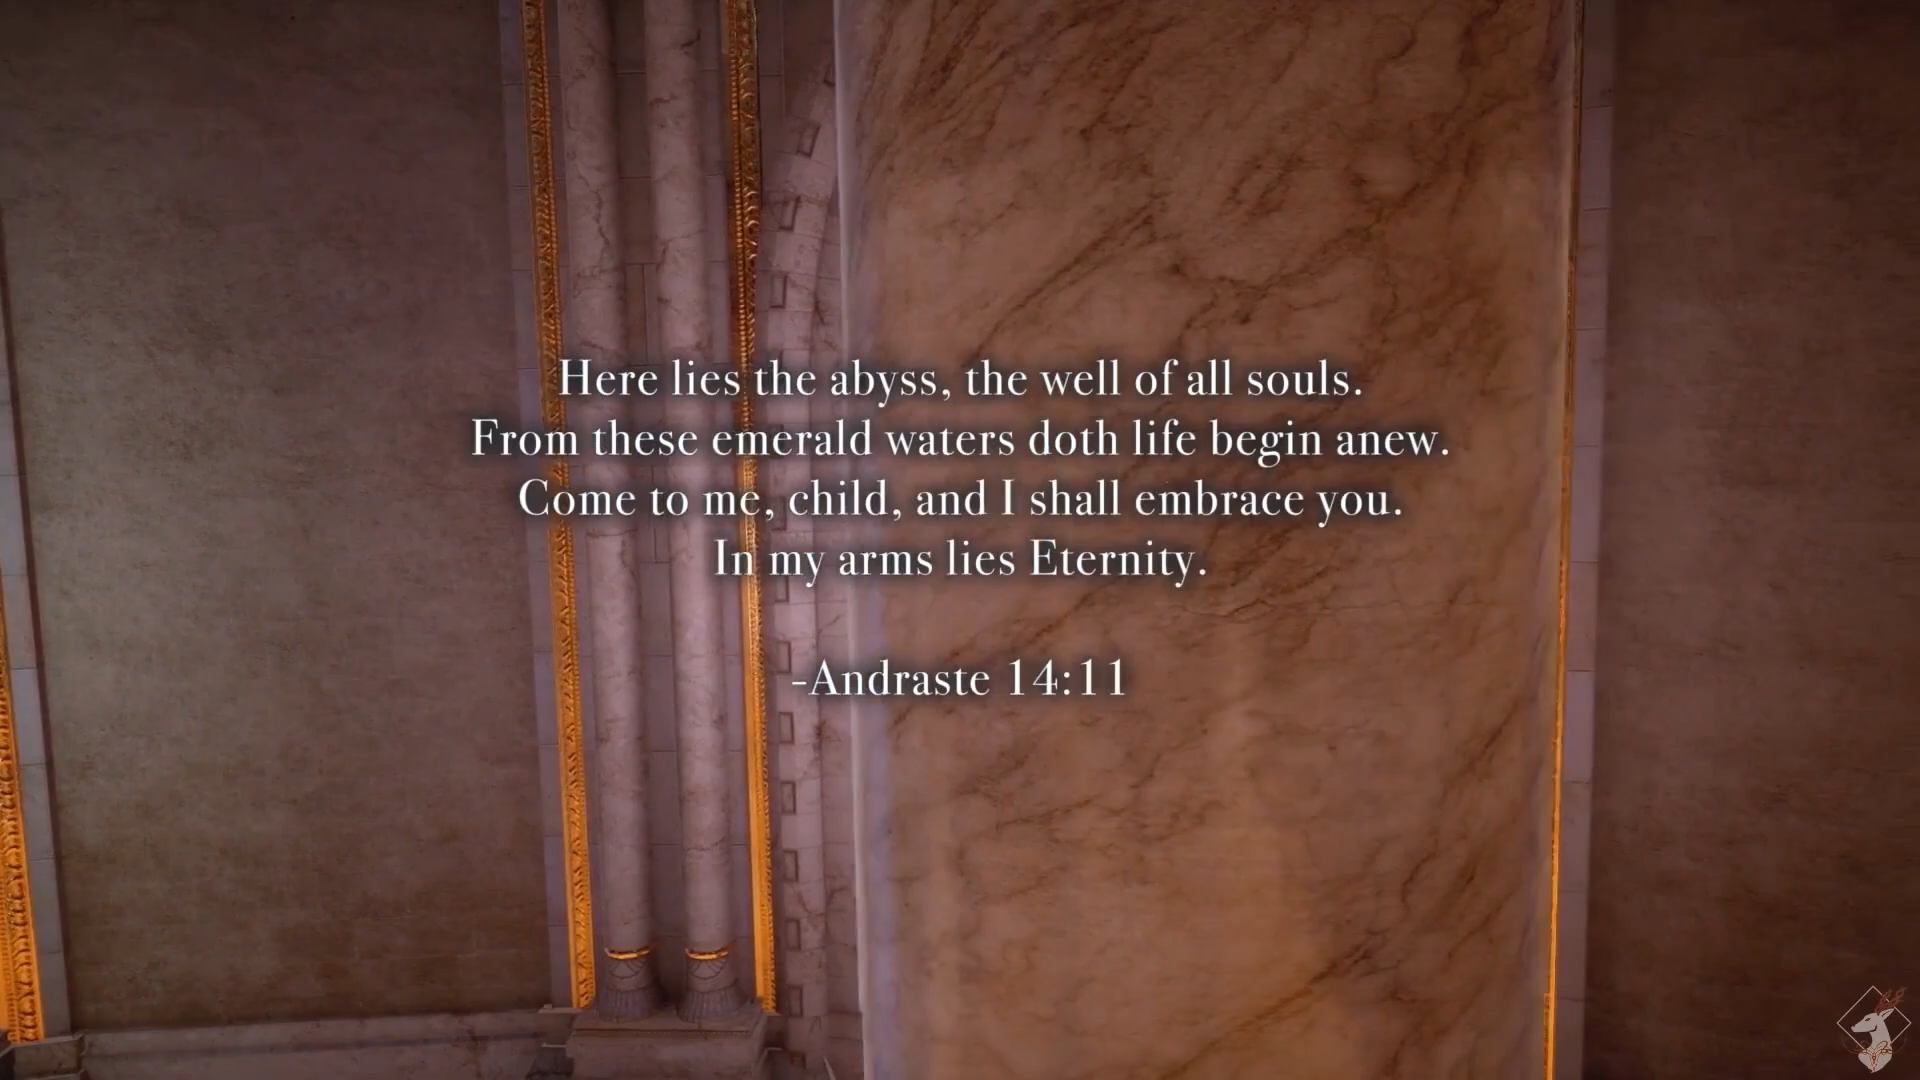 Here lies the abyss, the well of all souls.
From these emerald waters doth life begin anew.
Come to me, child, and I shall embrace you.
In my arms lies Eternity.
-Andraste 14:11